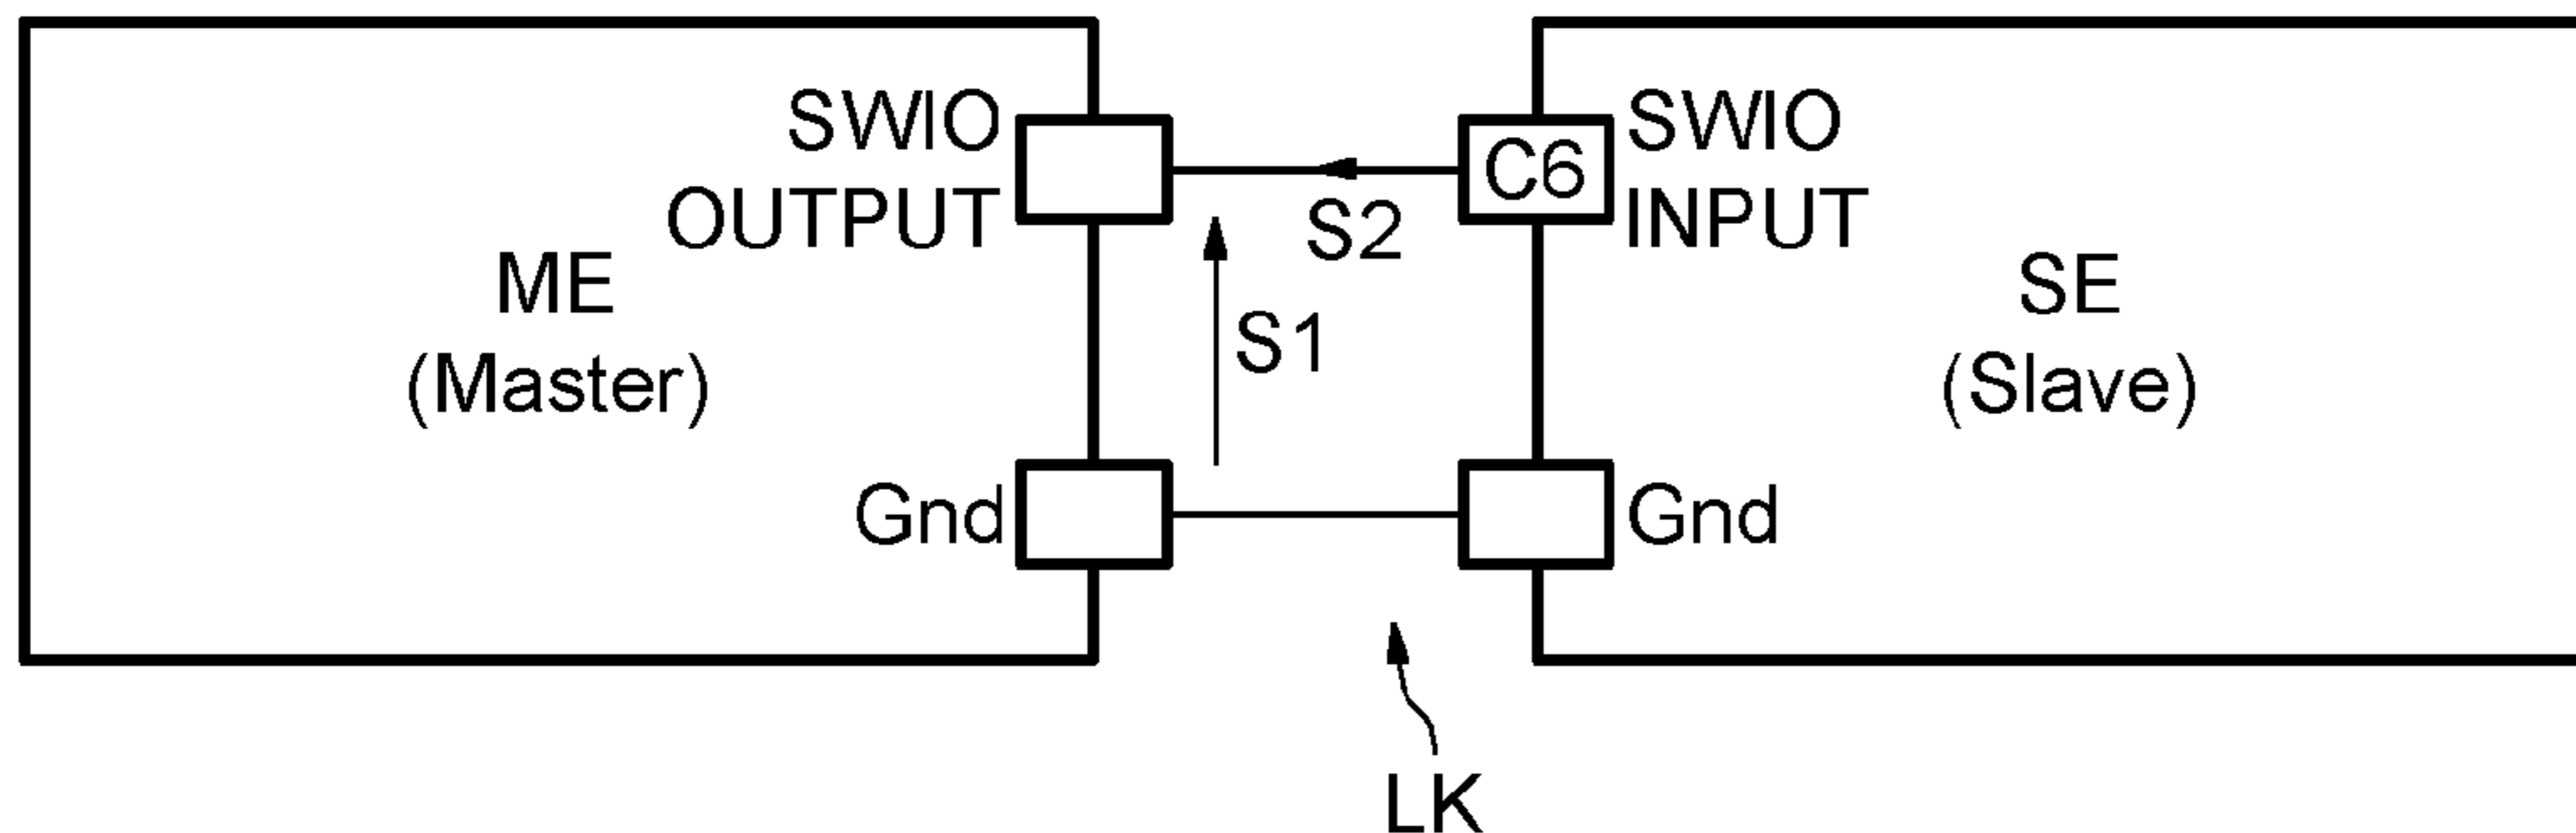 SWIO
OUTPUT
ME
(Master)
Gnd
S1
S2
C6
SWIO
INPUT
SE
(Slave)
Gnd
LK